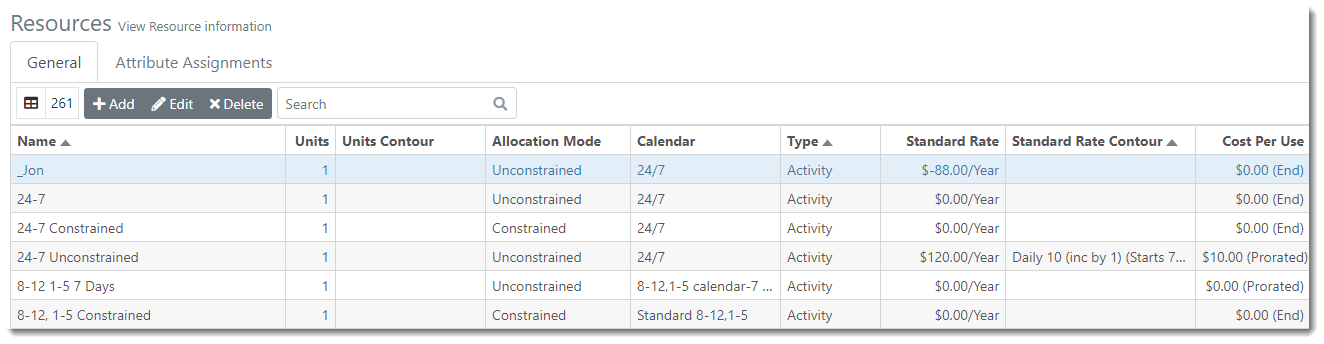 Resources View Resource information
General Attribute Assignments
261 Add Edit Delete Search
Name Units Units Contour Allocation Mode Calendar Type Standard Rate Standard Rate Contour Cost Per Use
_Jon 1 Unconstrained 24/7 Activity $-88.00/Year $0.00 (End)
24-7 1 Unconstrained 24/7 Activity $0.00/Year $0.00 (End)
24-7 Constrained 1 Constrained 24/7 Activity $0.00/Year $0.00 (End)
24-7 Unconstrained 1 Unconstrained 24/7 Activity $120.00/Year Daily 10 (inc by 1) (Starts 7... $10.00 (Prorated)
8-12 1-5 7 Days 1 Unconstrained 8-12,1-5 calendar-7 ... Activity $0.00/Year $0.00 (Prorated)
8-12, 1-5 Constrained 1 Constrained Standard 8-12,1-5 Activity $0.00/Year $0.00 (End)